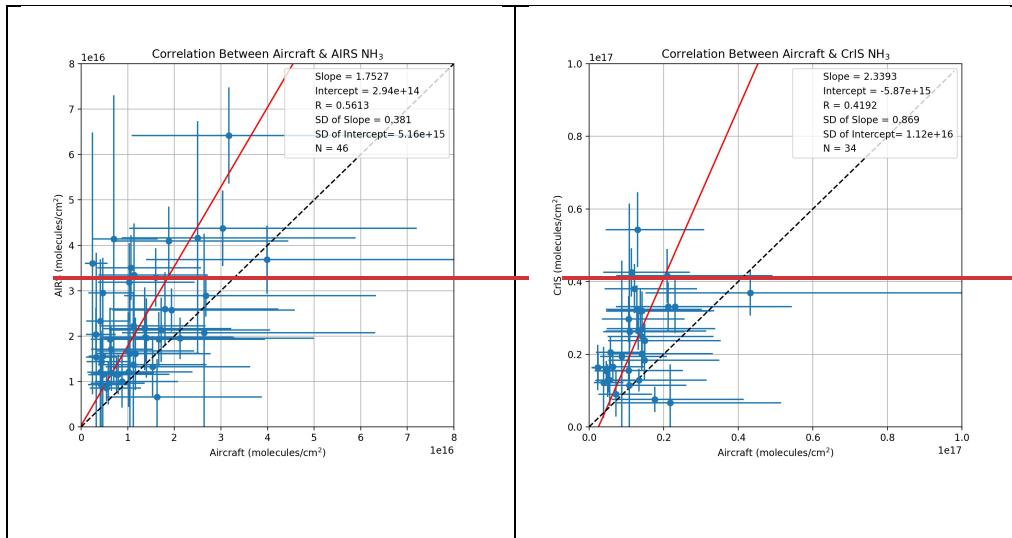 Correlation Between Aircraft & AIRS NH3
1e16
8
7
6
5
4
3
2
1
0
Slope = 1.7527
Intercept = 2.94e+14
R = 0.5613
SD of Slope = 0.381
SD of Intercept= 5.16e+15
N = 46
AIRS (molecules/cm²)
0 1 2 3 4 5 6 7 8
1e16
Aircraft (molecules/cm²)
Correlation Between Aircraft & CrIS NH3
1e17
1.0
0.8
0.6
0.4
0.2
0.0
Slope = 2.3393
Intercept = -5.87e+15
R = 0.4192
SD of Slope = 0.869
SD of Intercept= 1.12e+16
N = 34
CrIS (molecules/cm²)
0.0 0.2 0.4 0.6 0.8 1.0
1e17
Aircraft (molecules/cm²)